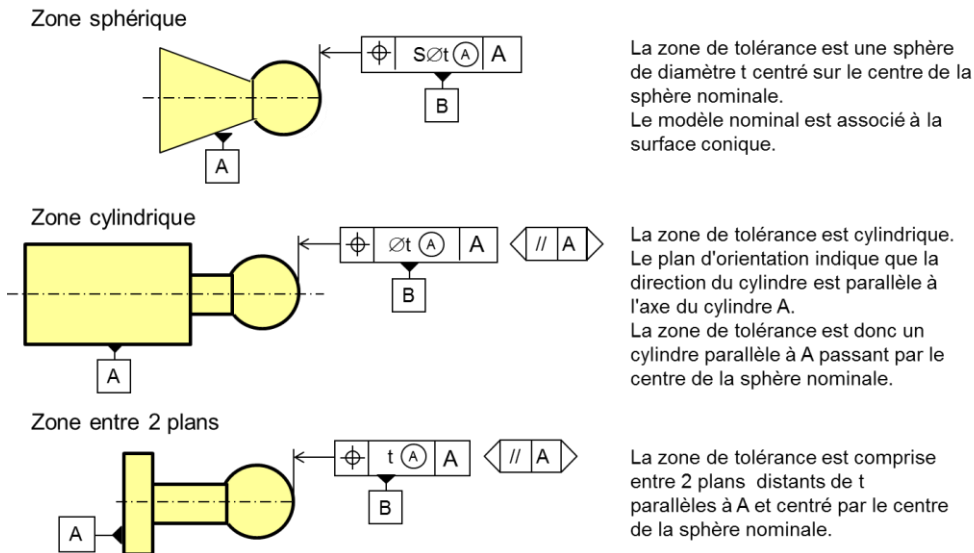 Zone sphérique
⌖ S∅t Ⓐ A
B
A
La zone de tolérance est une sphère
de diamètre t centré sur le centre de la
sphère nominale.
Le modèle nominal est associé à la
surface conique.
Zone cylindrique
⌖ ∅t Ⓐ A // A
B
A
La zone de tolérance est cylindrique.
Le plan d'orientation indique que la
direction du cylindre est parallèle à
l'axe du cylindre A.
La zone de tolérance est donc un
cylindre parallèle à A passant par le
centre de la sphère nominale.
Zone entre 2 plans
⌖ t Ⓐ A // A
B
A
La zone de tolérance est comprise
entre 2 plans distants de t
parallèles à A et centré par le centre
de la sphère nominale.